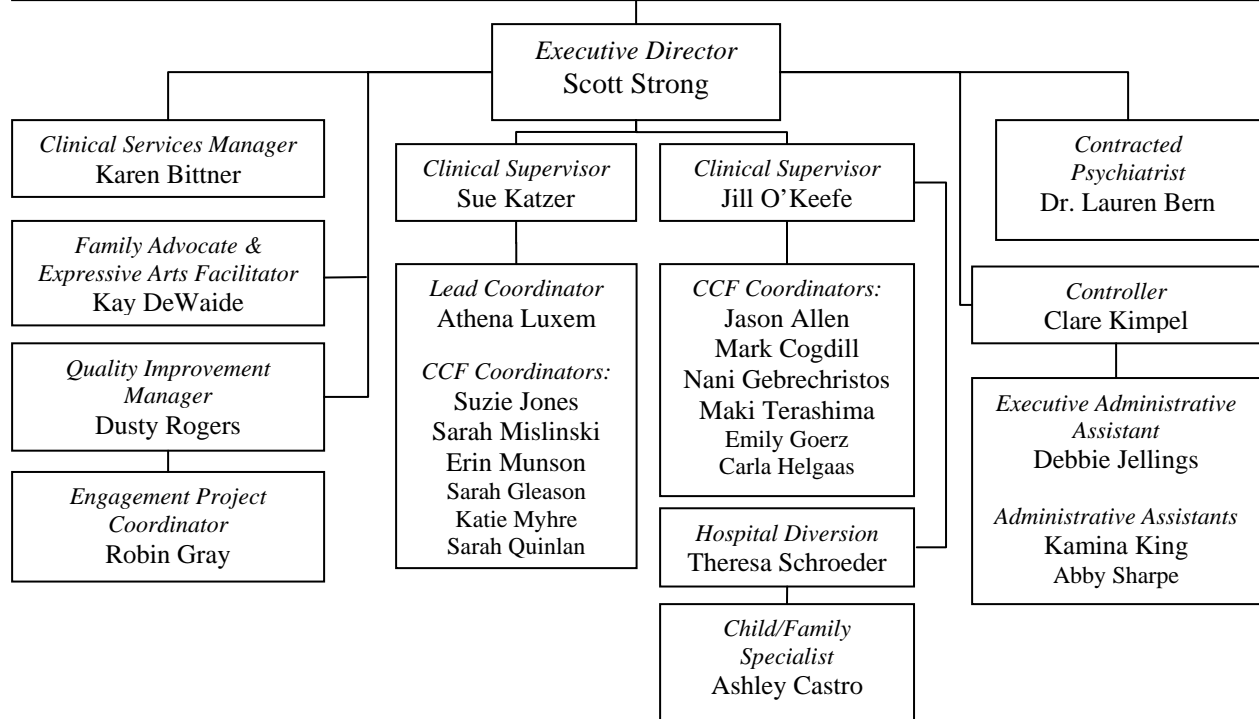 Executive Director
Scott Strong
Clinical Services Manager
Karen Bittner
Family Advocate &
Expressive Arts Facilitator
Kay DeWaide
Quality Improvement
Manager
Dusty Rogers
Engagement Project
Coordinator
Robin Gray
Clinical Supervisor
Sue Katzer
Lead Coordinator
Athena Luxem
CCF Coordinators:
Suzie Jones
Sarah Mislinski
Erin Munson
Sarah Gleason
Katie Myhre
Sarah Quinlan
Clinical Supervisor
Jill O’Keefe
CCF Coordinators:
Jason Allen
Mark Cogdill
Nani Gebrechristos
Maki Terashima
Emily Goerz
Carla Helgaas
Hospital Diversion
Theresa Schroeder
Child/Family
Specialist
Ashley Castro
Contracted
Psychiatrist
Dr. Lauren Bern
Controller
Clare Kimpel
Executive Administrative
Assistant
Debbie Jellings
Administrative Assistants
Kamina King
Abby Sharpe